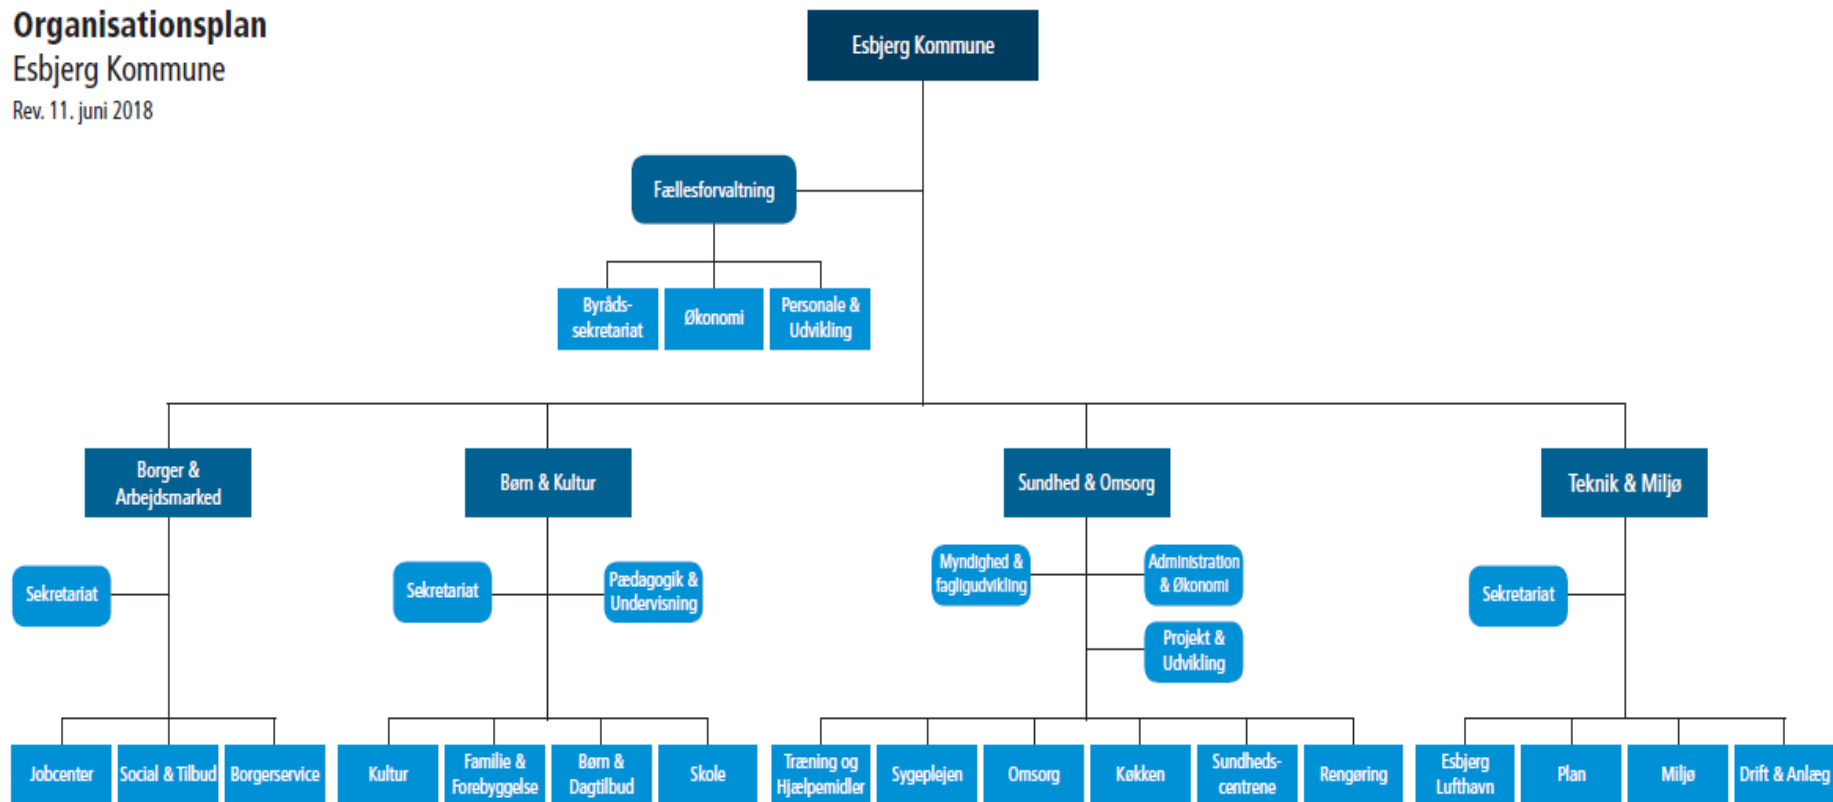 Organisationsplan
Esbjerg Kommune
Rev. 11. juni 2018
Esbjerg Kommune
Fællesforvaltning
Byråds-
sekretariat
Økonomi
Personale &
Udvikling
Borger &
Arbejdsmarked
Børn & Kultur
Sundhed & Omsorg
Teknik & Miljø
Sekretariat
Sekretariat
Pædagogik &
Undervisning
Myndighed &
fagligudvikling
Administration
& Økonomi
Projekt &
Udvikling
Sekretariat
Jobcenter
Social & Tilbud
Borgerservice
Kultur
Familie &
Forebyggelse
Børn &
Dagtilbud
Skole
Træning og
Hjælpemidler
Sygeplejen
Omsorg
Køkken
Sundheds-
centrene
Rengøring
Esbjerg
Lufthavn
Plan
Miljø
Drift & Anlæg